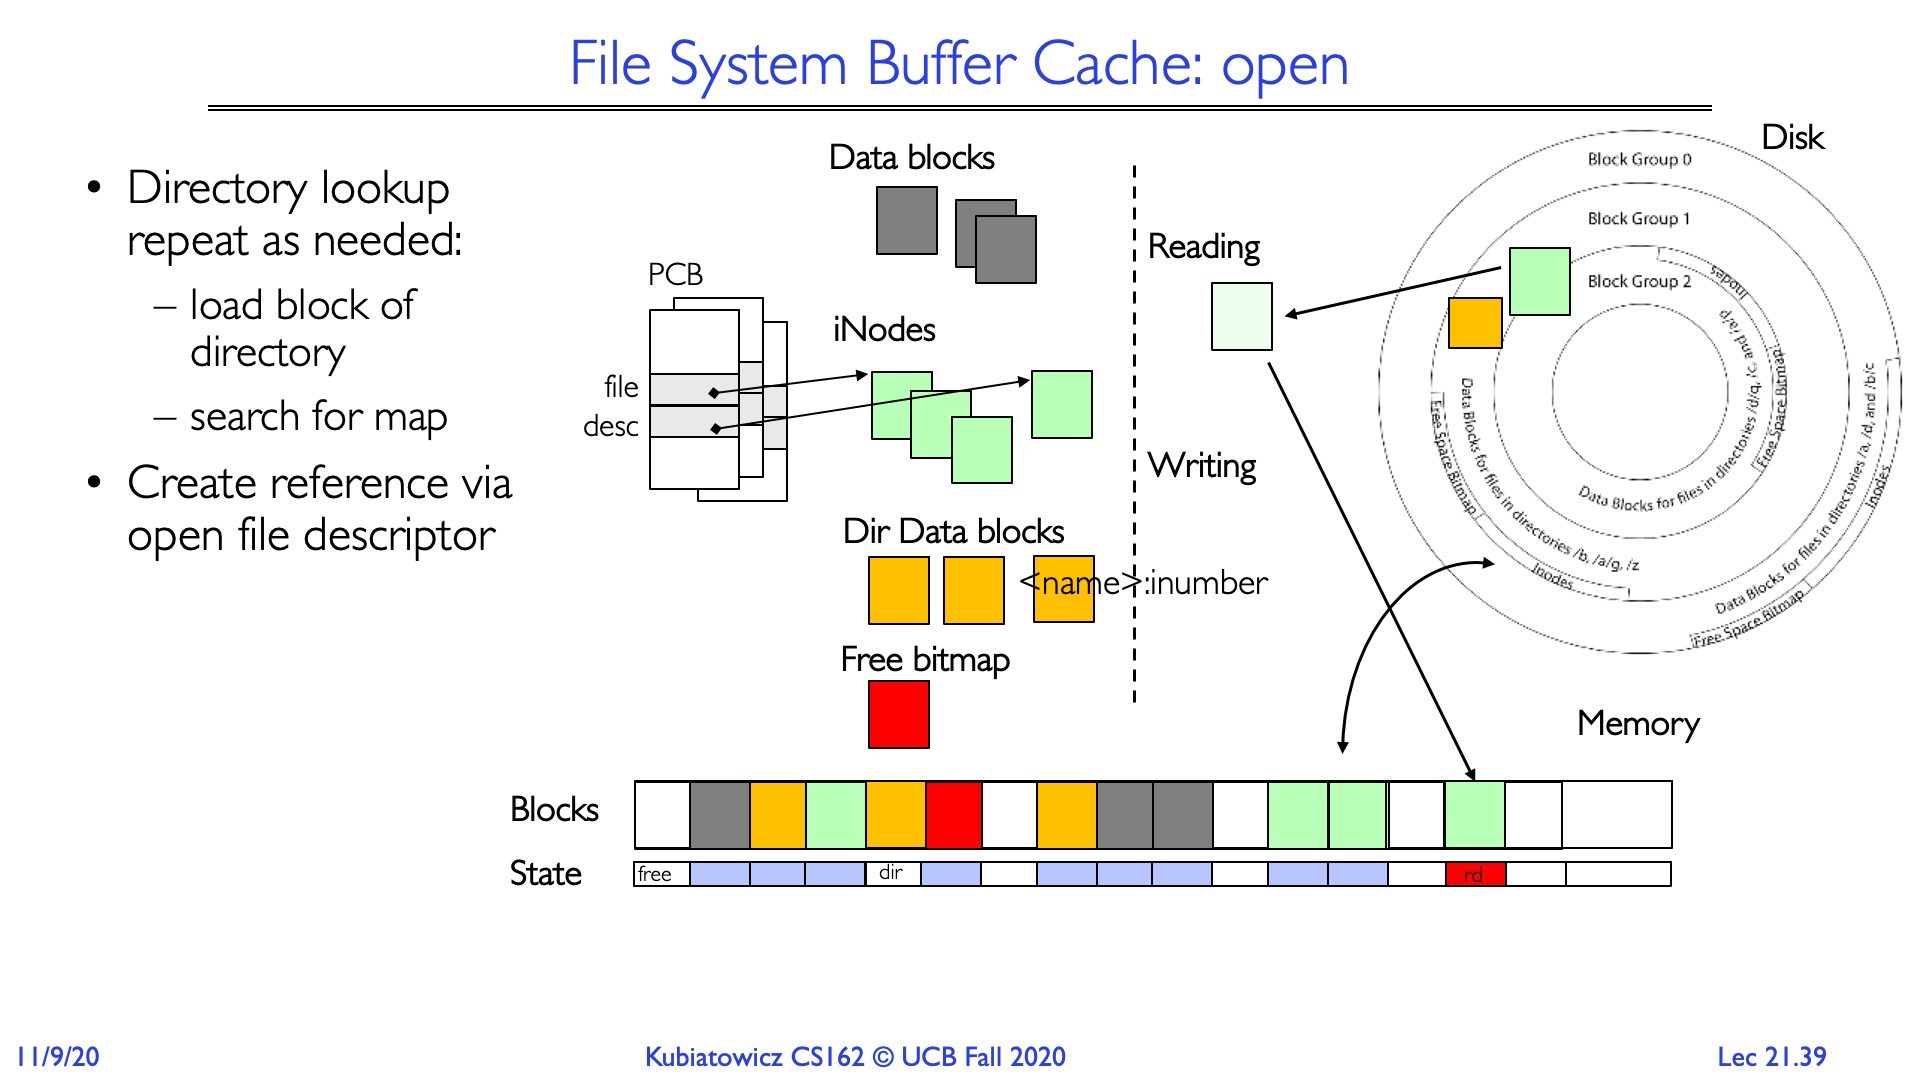 File System Buffer Cache: open
• Directory lookup
repeat as needed:
– load block of
directory
– search for map
• Create reference via
open file descriptor
PCB
file
desc
Data blocks
iNodes
Dir Data blocks
<name>:inumber
Free bitmap
Reading
Writing
Disk
Block Group 0
Block Group 1
Block Group 2
Inodes
Free Space Bitmap
Data Blocks for files in directories /d/q, /c, and /a/p
Free Space Bitmap
Data Blocks for files in directories /b, /a/g, /z
Inodes
Data Blocks for files in directories /a, /d, and /b/c
Inodes
Free Space Bitmap
Memory
Blocks
State
free
dir
rd
11/9/20
Kubiatowicz CS162 © UCB Fall 2020
Lec 21.39